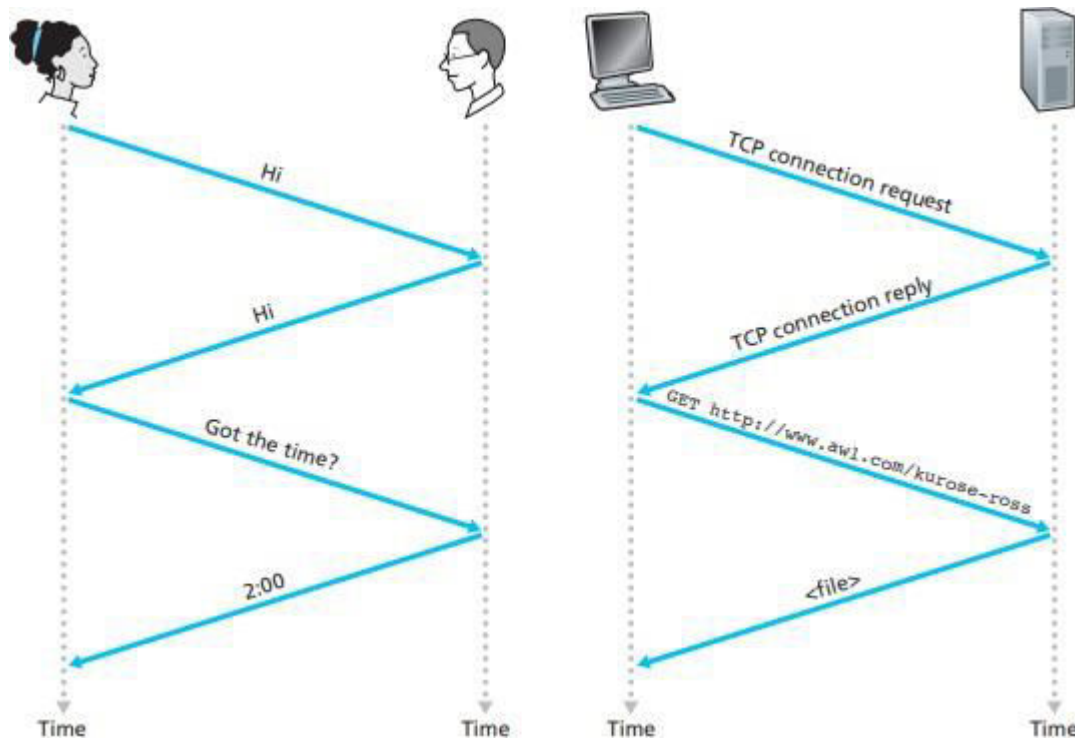 Hi
TCP connection request
Hi
TCP connection reply
Got the time?
GET http://www.awl.com/kurose-ross
2:00
<file>
Time
Time
Time
Time